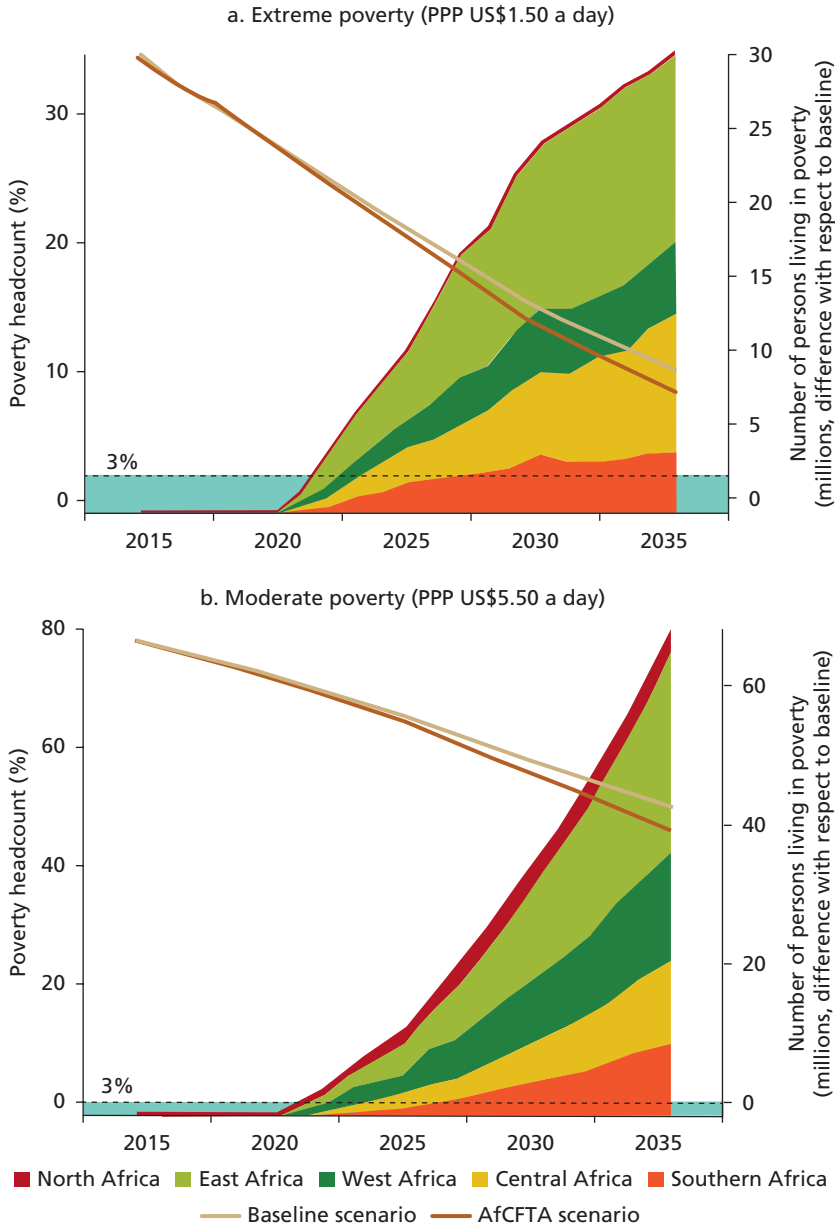 a. Extreme poverty (PPP US$1.50 a day)
Poverty headcount (%)
30
20
10
0
3%
30
25
20
15
10
5
0
Number of persons living in poverty
(millions, difference with respect to baseline)
2015 2020 2025 2030 2035
b. Moderate poverty (PPP US$5.50 a day)
Poverty headcount (%)
80
60
40
20
0
3%
60
40
20
0
Number of persons living in poverty
(millions, difference with respect to baseline)
2015 2020 2025 2030 2035
North Africa East Africa West Africa Central Africa Southern Africa
Baseline scenario AfCFTA scenario